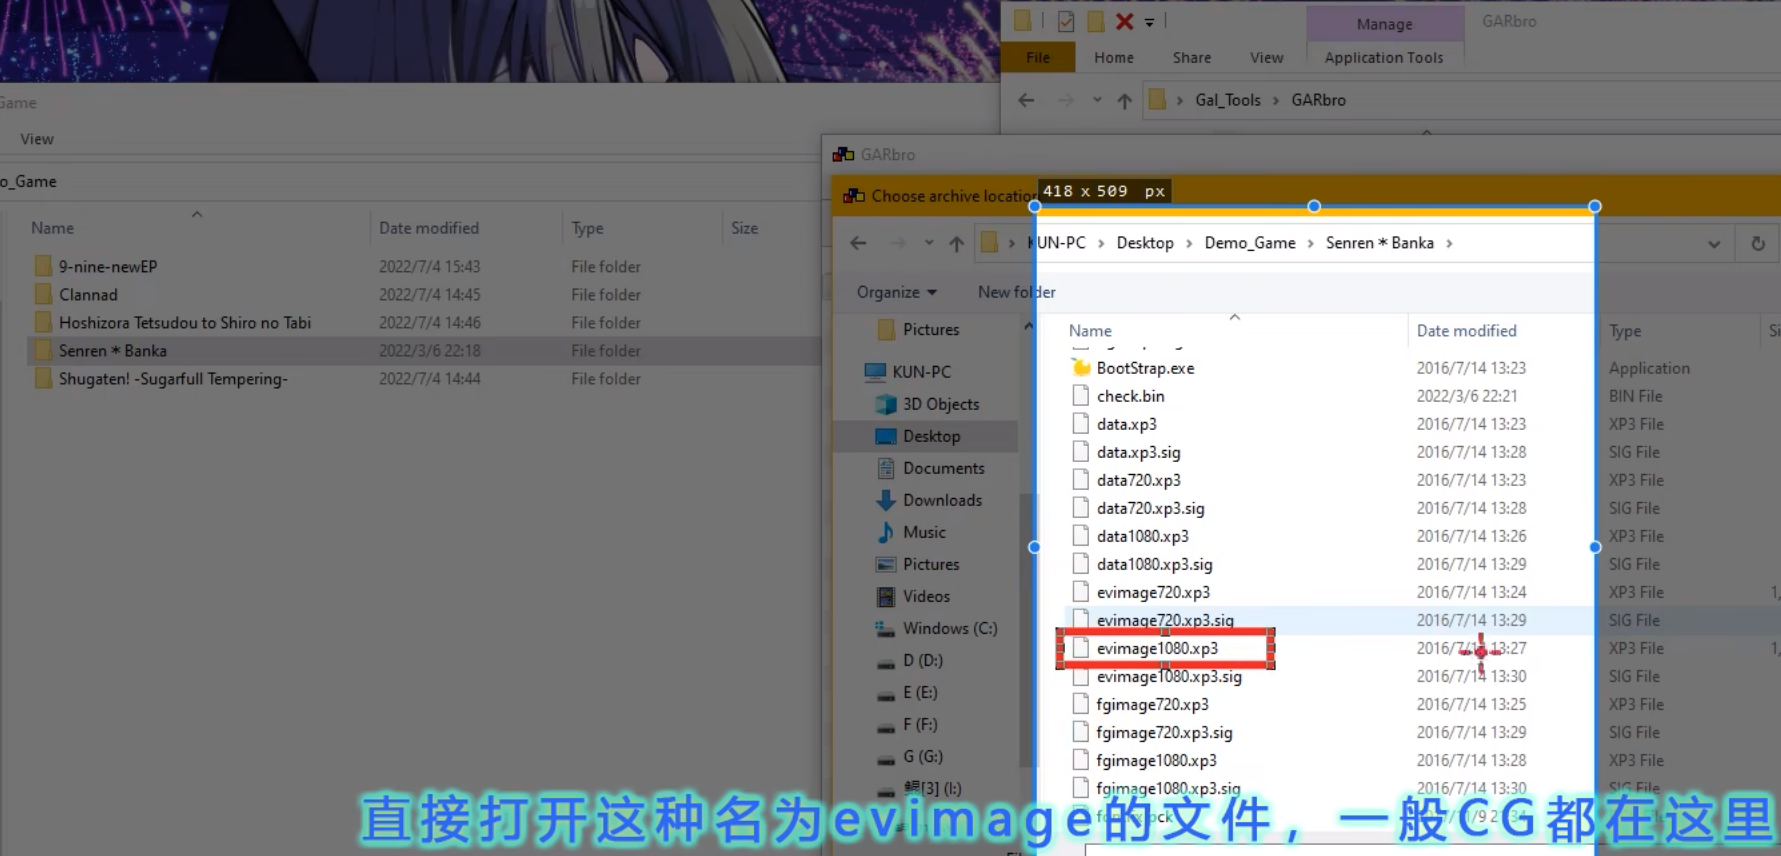 Manage
GARbro
File
Home
Share
View
Application Tools
Gal_Tools > GARbro
Game
View
o_Game
Name
Date modified
Type
Size
9-nine-newEP
2022/7/4 15:43
File folder
Clannad
2022/7/4 14:45
File folder
Hoshizora Tetsudou to Shiro no Tabi
2022/7/4 14:46
File folder
Senren * Banka
2022/3/6 22:18
File folder
Shugaten! -Sugarfull Tempering-
2022/7/4 14:44
File folder
GARbro
Choose archive location
418 x 509 px
KUN-PC > Desktop > Demo_Game > Senren * Banka >
Organize
New folder
Pictures
KUN-PC
3D Objects
Desktop
Documents
Downloads
Music
Pictures
Videos
Windows (C:)
D (D:)
E (E:)
F (F:)
G (G:)
[3] (I:)
Name
Date modified
Type
BootStrap.exe
2016/7/14 13:23
Application
check.bin
2022/3/6 22:21
BIN File
data.xp3
2016/7/14 13:23
XP3 File
data.xp3.sig
2016/7/14 13:28
SIG File
data720.xp3
2016/7/14 13:23
XP3 File
data720.xp3.sig
2016/7/14 13:28
SIG File
data1080.xp3
2016/7/14 13:26
XP3 File
data1080.xp3.sig
2016/7/14 13:29
SIG File
evimage720.xp3
2016/7/14 13:24
XP3 File
evimage720.xp3.sig
2016/7/14 13:29
SIG File
evimage1080.xp3
2016/7/14 13:27
XP3 File
evimage1080.xp3.sig
2016/7/14 13:30
SIG File
fgimage720.xp3
2016/7/14 13:25
XP3 File
fgimage720.xp3.sig
2016/7/14 13:29
SIG File
fgimage1080.xp3
2016/7/14 13:28
XP3 File
fgimage1080.xp3.sig
2016/7/14 13:30
SIG File
直接打开这种名为evimage的文件，一般CG都在这里